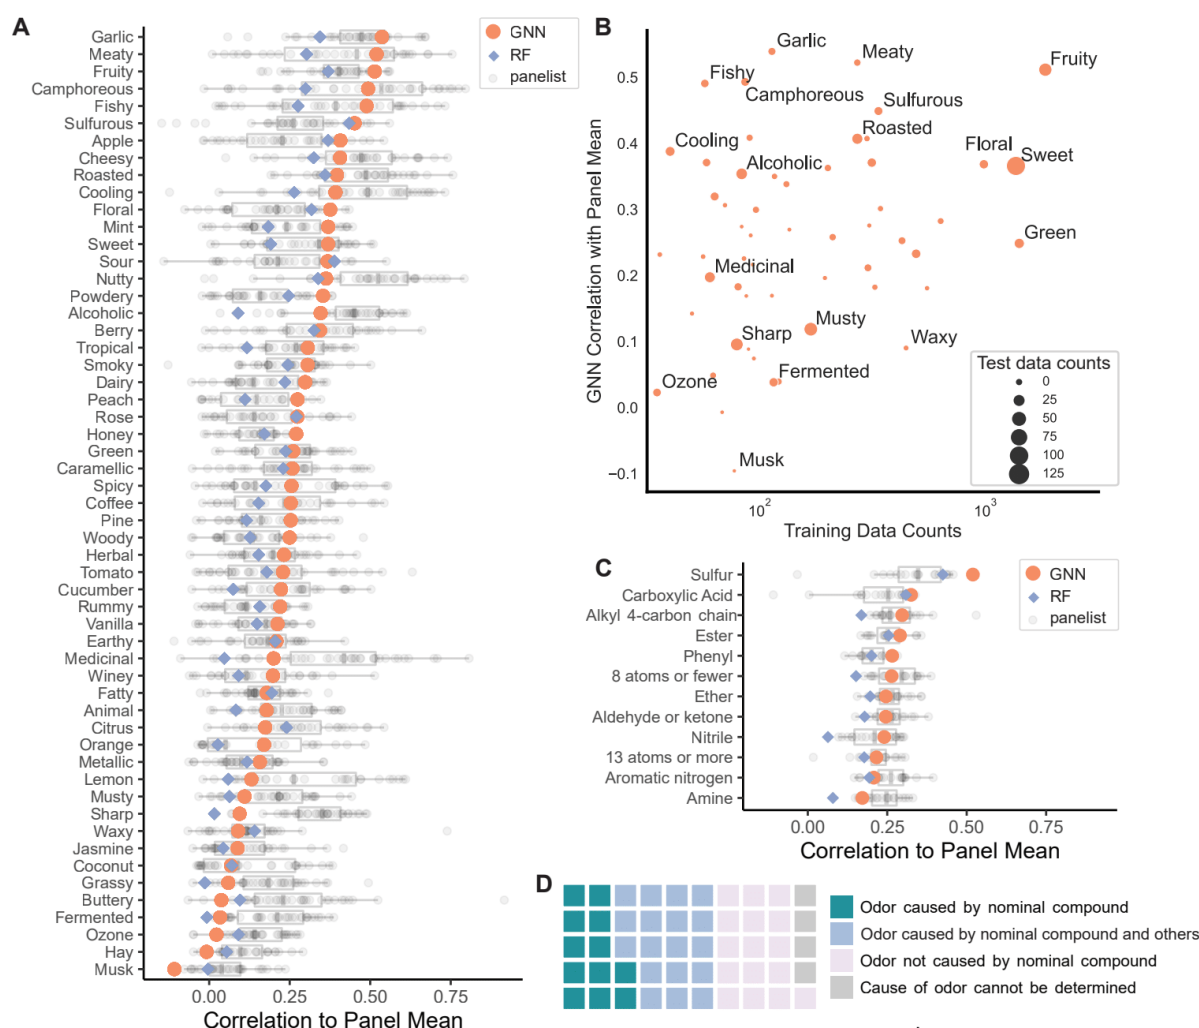 A
Garlic
Meaty
Fruity
Camphoreous
Fishy
Sulfurous
Apple
Cheesy
Roasted
Cooling
Floral
Mint
Sweet
Sour
Nutty
Powdery
Alcoholic
Berry
Tropical
Smoky
Dairy
Peach
Rose
Honey
Green
Caramellic
Spicy
Coffee
Pine
Woody
Herbal
Tomato
Cucumber
Rummy
Vanilla
Earthy
Medicinal
Winey
Fatty
Animal
Citrus
Orange
Metallic
Lemon
Musty
Sharp
Waxy
Jasmine
Coconut
Grassy
Buttery
Fermented
Ozone
Hay
Musk
0.00 0.25 0.50 0.75
Correlation to Panel Mean
GNN
RF
panelist
B
GNN Correlation with Panel Mean
0.5
0.4
0.3
0.2
0.1
0.0
−0.1
Garlic
Meaty
Fruity
Fishy
Camphoreous
Sulfurous
Roasted
Cooling
Floral
Sweet
Alcoholic
Green
Medicinal
Musty
Sharp
Waxy
Fermented
Ozone
Musk
Test data counts
0
25
50
75
100
125
10² 10³
Training Data Counts
C
Sulfur
Carboxylic Acid
Alkyl 4-carbon chain
Ester
Phenyl
8 atoms or fewer
Ether
Aldehyde or ketone
Nitrile
13 atoms or more
Aromatic nitrogen
Amine
GNN
RF
panelist
0.00 0.25 0.50 0.75
Correlation to Panel Mean
D
Odor caused by nominal compound
Odor caused by nominal compound and others
Odor not caused by nominal compound
Cause of odor cannot be determined